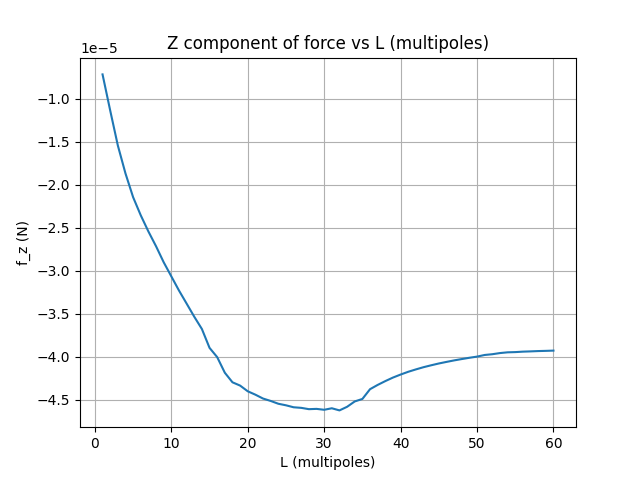 Z component of force vs L (multipoles)
1e−5
−1.0
−1.5
−2.0
−2.5
−3.0
−3.5
−4.0
−4.5
f_z (N)
0 10 20 30 40 50 60
L (multipoles)